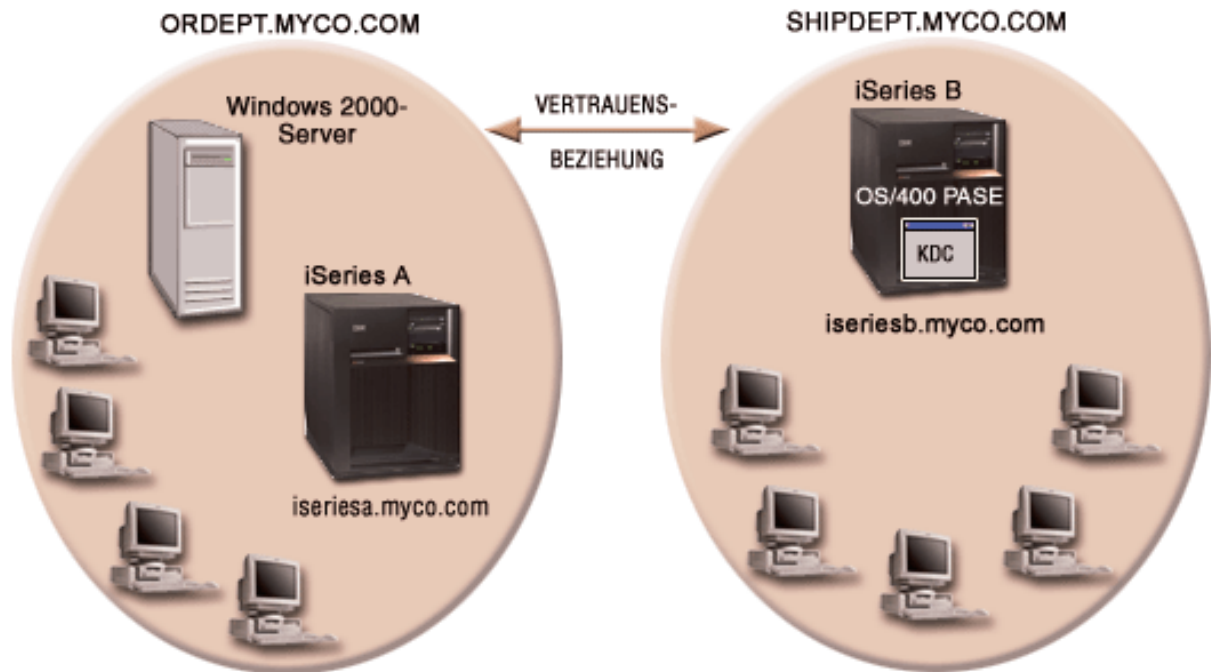 ORDEPT.MYCO.COM
SHIPDEPT.MYCO.COM
Windows 2000-
Server
VERTRAUENS-
BEZIEHUNG
iSeries B
OS/400 PASE
KDC
iseriesb.myco.com
iSeries A
iseriesa.myco.com